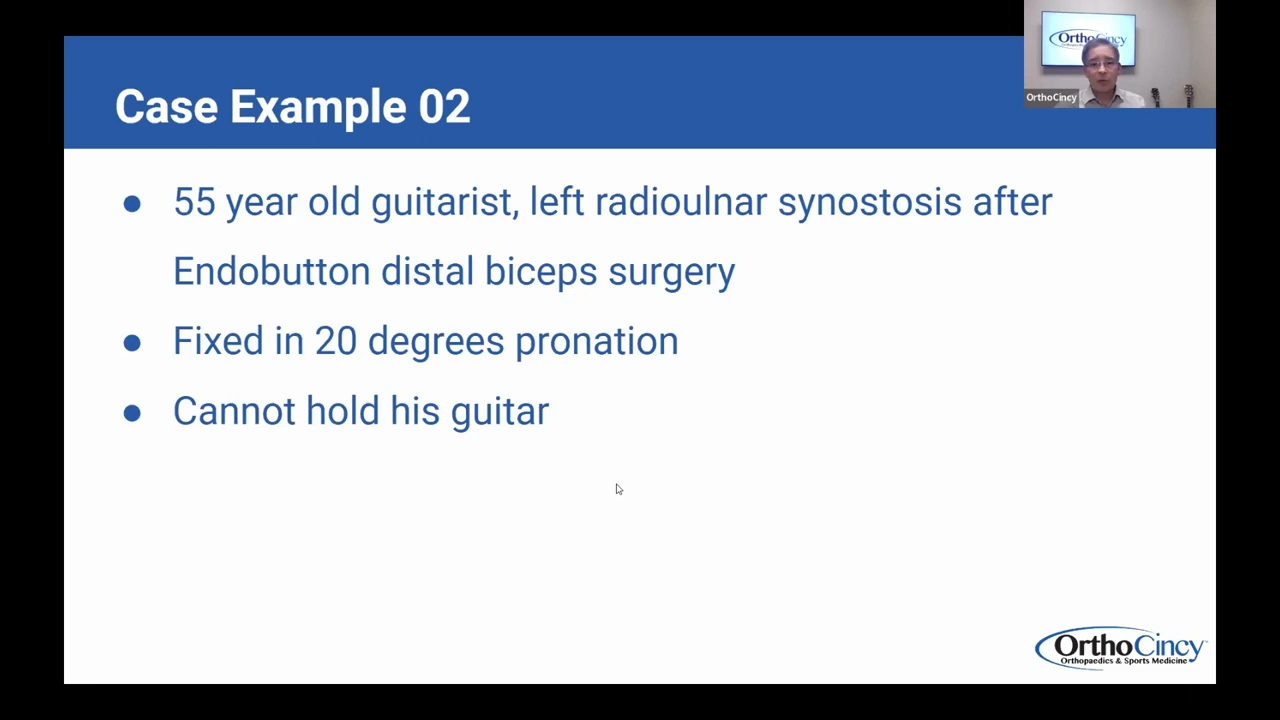 Case Example 02
OrthoCincy
OrthoCincy
● 55 year old guitarist, left radioulnar synostosis after
Endobutton distal biceps surgery
● Fixed in 20 degrees pronation
● Cannot hold his guitar
OrthoCincy
Orthopaedics & Sports Medicine